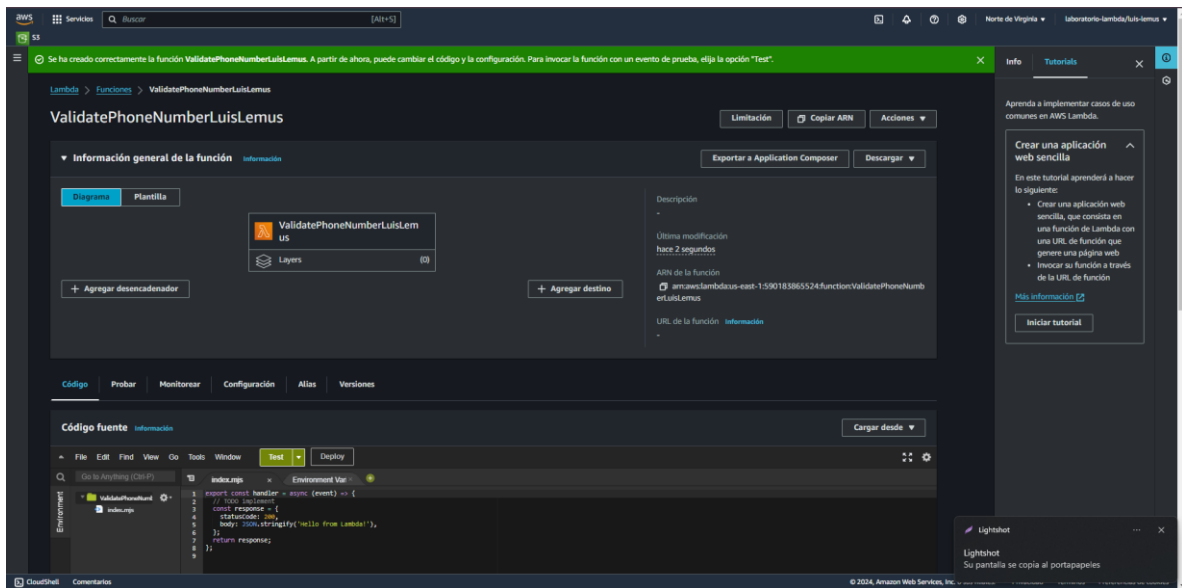 aws
Servicios
Buscar
[Alt+S]
Norte de Virginia
laboratorio-lambda/luis-lemus
S3
Se ha creado correctamente la función ValidatePhoneNumberLuisLemus. A partir de ahora, puede cambiar el código y la configuración. Para invocar la función con un evento de prueba, elija la opción "Test".
Lambda > Funciones > ValidatePhoneNumberLuisLemus
ValidatePhoneNumberLuisLemus
Limitación
Copiar ARN
Acciones
Información general de la función Información
Exportar a Application Composer
Descargar
Diagrama
Plantilla
ValidatePhoneNumberLuisLem
us
Layers
(0)
+ Agregar desencadenador
+ Agregar destino
Descripción
-
Última modificación
hace 2 segundos
ARN de la función
arn:aws:lambda:us-east-1:590183865524:function:ValidatePhoneNumb
erLuisLemus
URL de la función Información
-
Código
Probar
Monitorear
Configuración
Alias
Versiones
Código fuente Información
Cargar desde
File Edit Find View Go Tools Window
Test
Deploy
Go to Anything (Ctrl-P)
index.mjs
Environment Var
Environment
ValidatePhoneNuml
index.mjs
1 export const handler = async (event) => {
2 // TODO implement
3 const response = {
4 statusCode: 200,
5 body: JSON.stringify('Hello from Lambda!'),
6 };
7 return response;
8 };
9
Info
Tutorials
Aprenda a implementar casos de uso
comunes en AWS Lambda.
Crear una aplicación
web sencilla
En este tutorial aprenderá a hacer
lo siguiente:
• Crear una aplicación web
sencilla, que consista en
una función de Lambda con
una URL de función que
genere una página web
• Invocar su función a través
de la URL de función
Más información
Iniciar tutorial
Lightshot
Lightshot
Su pantalla se copia al portapapeles
CloudShell
Comentarios
© 2024, Amazon Web Services, Inc.